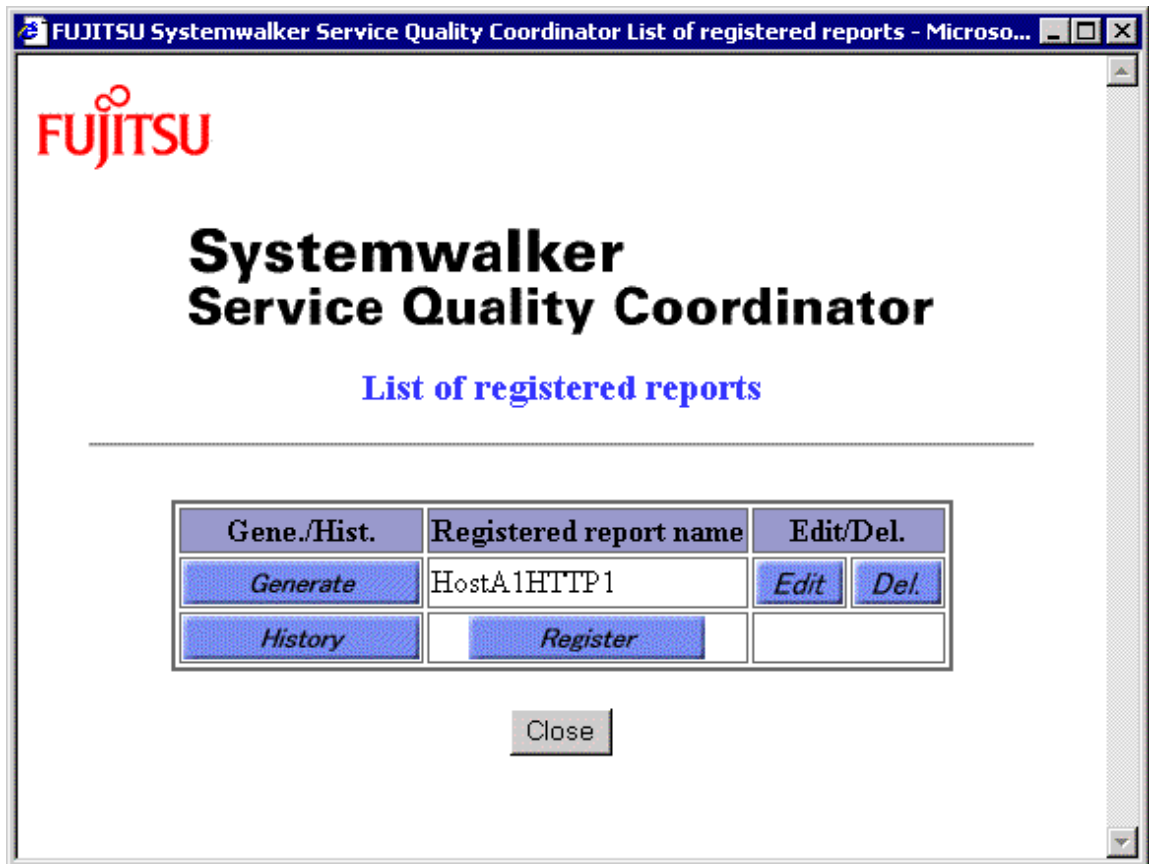 FUJITSU Systemwalker Service Quality Coordinator List of registered reports - Microso...
FUJITSU
Systemwalker
Service Quality Coordinator
List of registered reports
Gene./Hist. Registered report name Edit/Del.
Generate HostA1HTTP1 Edit Del.
History Register
Close